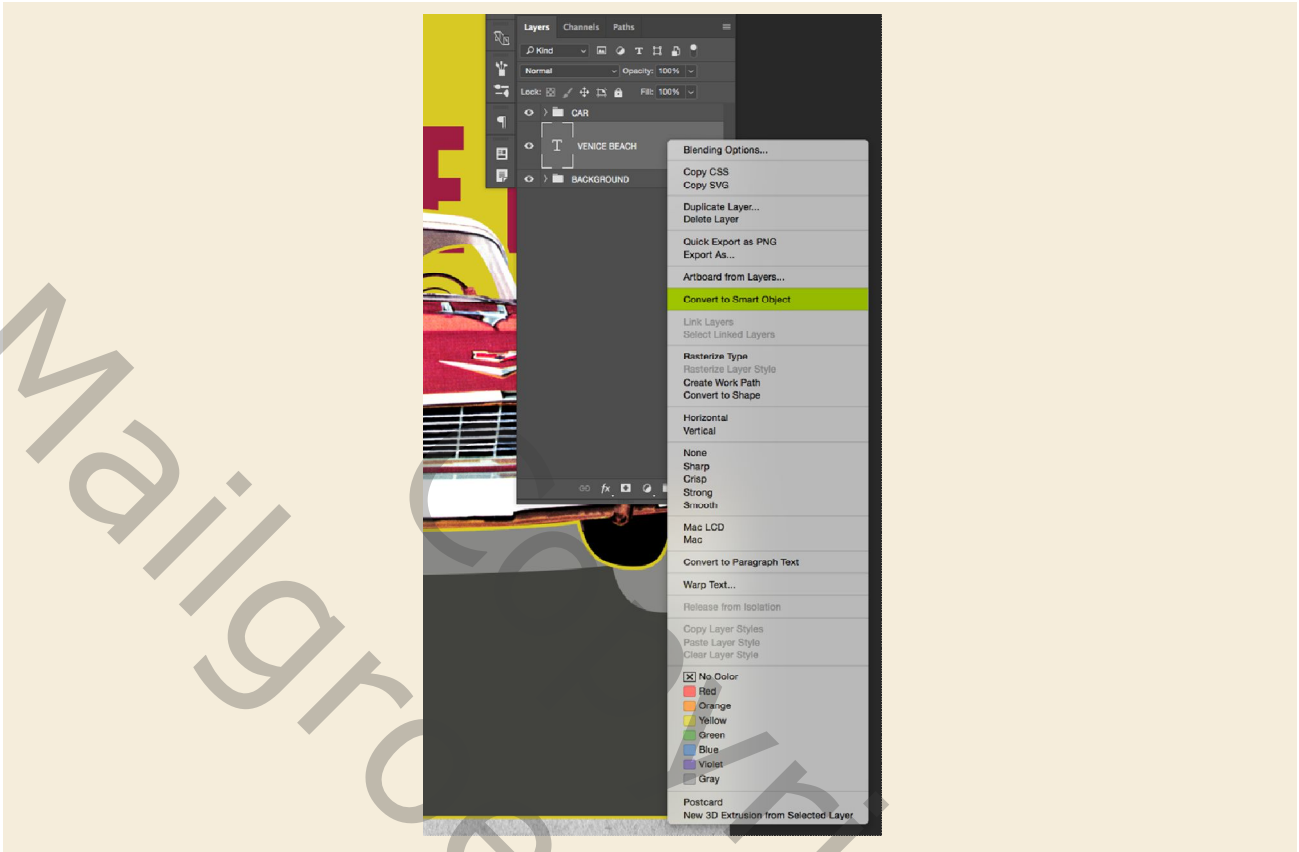 Layers Channels Paths
Kind T
Normal Opacity: 100%
Lock: Fill: 100%
CAR
T VENICE BEACH
BACKGROUND
Blending Options...
Copy CSS
Copy SVG
Duplicate Layer...
Delete Layer
Quick Export as PNG
Export As...
Artboard from Layers...
Convert to Smart Object
Link Layers
Select Linked Layers
Rasterize Type
Rasterize Layer Style
Create Work Path
Convert to Shape
Horizontal
Vertical
None
Sharp
Crisp
Strong
Smooth
Mac LCD
Mac
Convert to Paragraph Text
Warp Text...
Release from Isolation
Copy Layer Styles
Paste Layer Style
Clear Layer Style
No Color
Red
Orange
Yellow
Green
Blue
Violet
Gray
Postcard
New 3D Extrusion from Selected Layer
fx